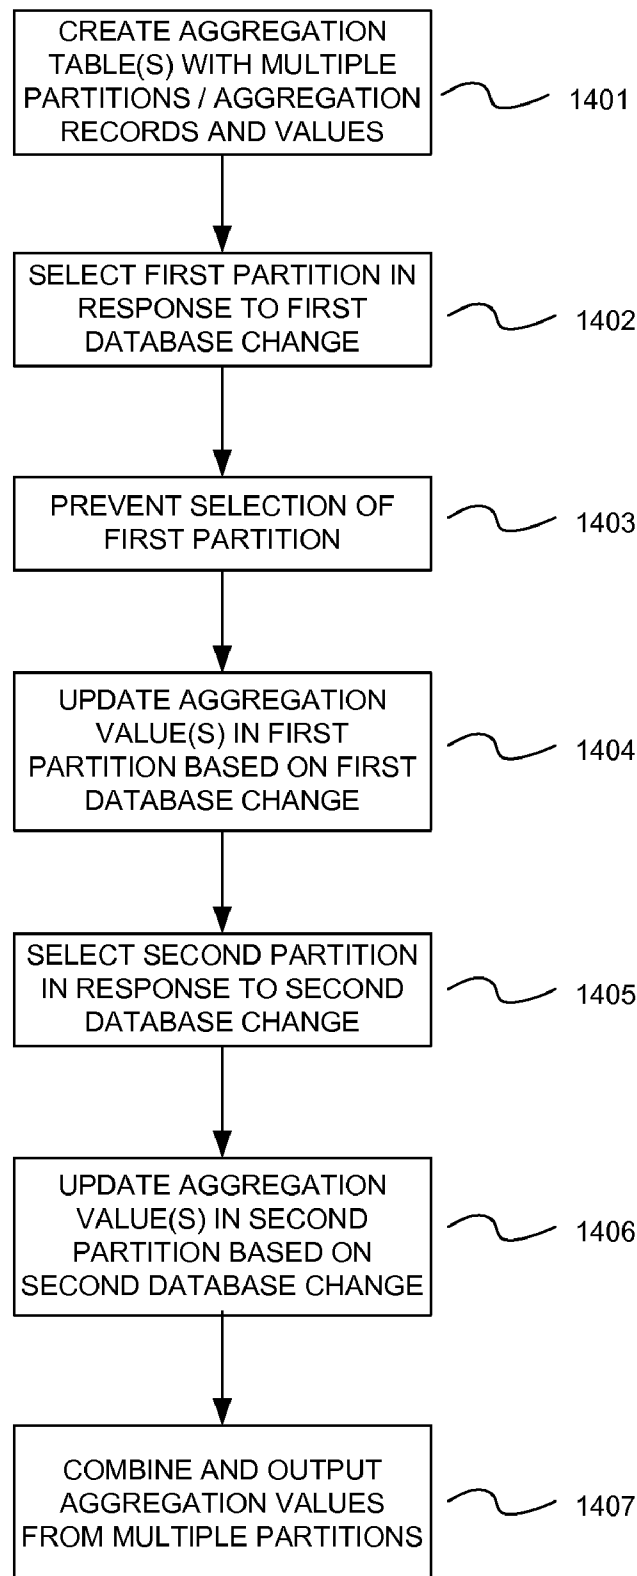 CREATE AGGREGATION
TABLE(S) WITH MULTIPLE
PARTITIONS / AGGREGATION
RECORDS AND VALUES
1401
SELECT FIRST PARTITION IN
RESPONSE TO FIRST
DATABASE CHANGE
1402
PREVENT SELECTION OF
FIRST PARTITION
1403
UPDATE AGGREGATION
VALUE(S) IN FIRST
PARTITION BASED ON FIRST
DATABASE CHANGE
1404
SELECT SECOND PARTITION
IN RESPONSE TO SECOND
DATABASE CHANGE
1405
UPDATE AGGREGATION
VALUE(S) IN SECOND
PARTITION BASED ON
SECOND DATABASE CHANGE
1406
COMBINE AND OUTPUT
AGGREGATION VALUES
FROM MULTIPLE PARTITIONS
1407